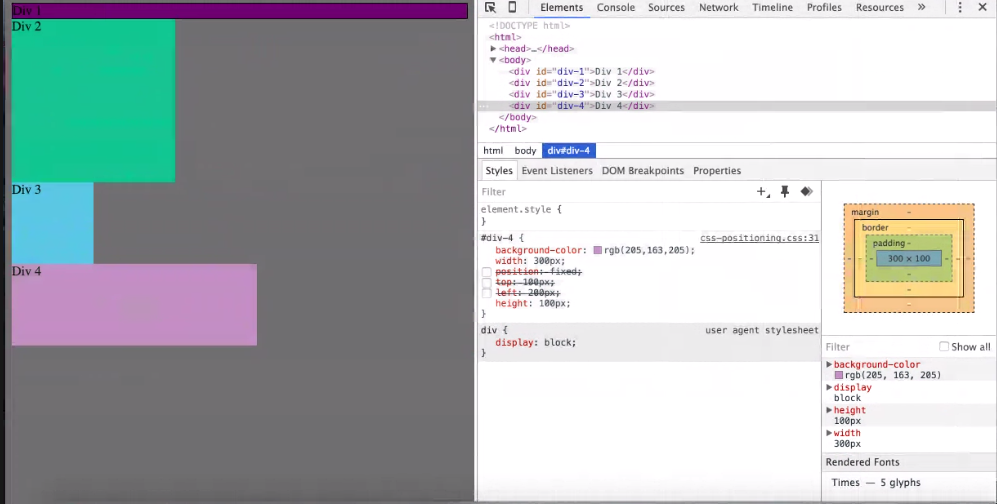 Div 1
Div 2
Div 3
Div 4
Elements Console Sources Network Timeline Profiles Resources »
<!DOCTYPE html>
<html>
▶<head>…</head>
▼<body>
<div id="div-1">Div 1</div>
<div id="div-2">Div 2</div>
<div id="div-3">Div 3</div>
<div id="div-4">Div 4</div>
</body>
</html>
html body div#div-4
Styles Event Listeners DOM Breakpoints Properties
Filter
element.style {
}
#div-4 { css-positioning.css:31
background-color: rgb(205,163,205);
width: 300px;
position: fixed;
top: 100px;
left: 200px;
height: 100px;
}
div { user agent stylesheet
display: block;
}
margin -
border -
padding -
- - - 300 × 100 - - -
-
-
-
Filter Show all
▶background-color
rgb(205, 163, 205)
▶display
block
▶height
100px
▶width
300px
Rendered Fonts
Times — 5 glyphs